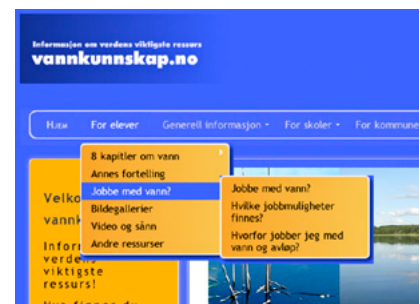 Informasjon om verdens viktigste ressurs
vannkunnskap.no
HJEM For elever Generell informasjon For skoler For kommune
8 kapitler om vann
Annes fortelling
Jobbe med vann?
Bildegallerier
Video og sånn
Andre ressurser
Jobbe med vann?
Hvilke jobbmuligheter
finnes?
Hvorfor jobber jeg med
vann og avløp?
Velko
vannk
Infor
verde
viktigste
ressurs!